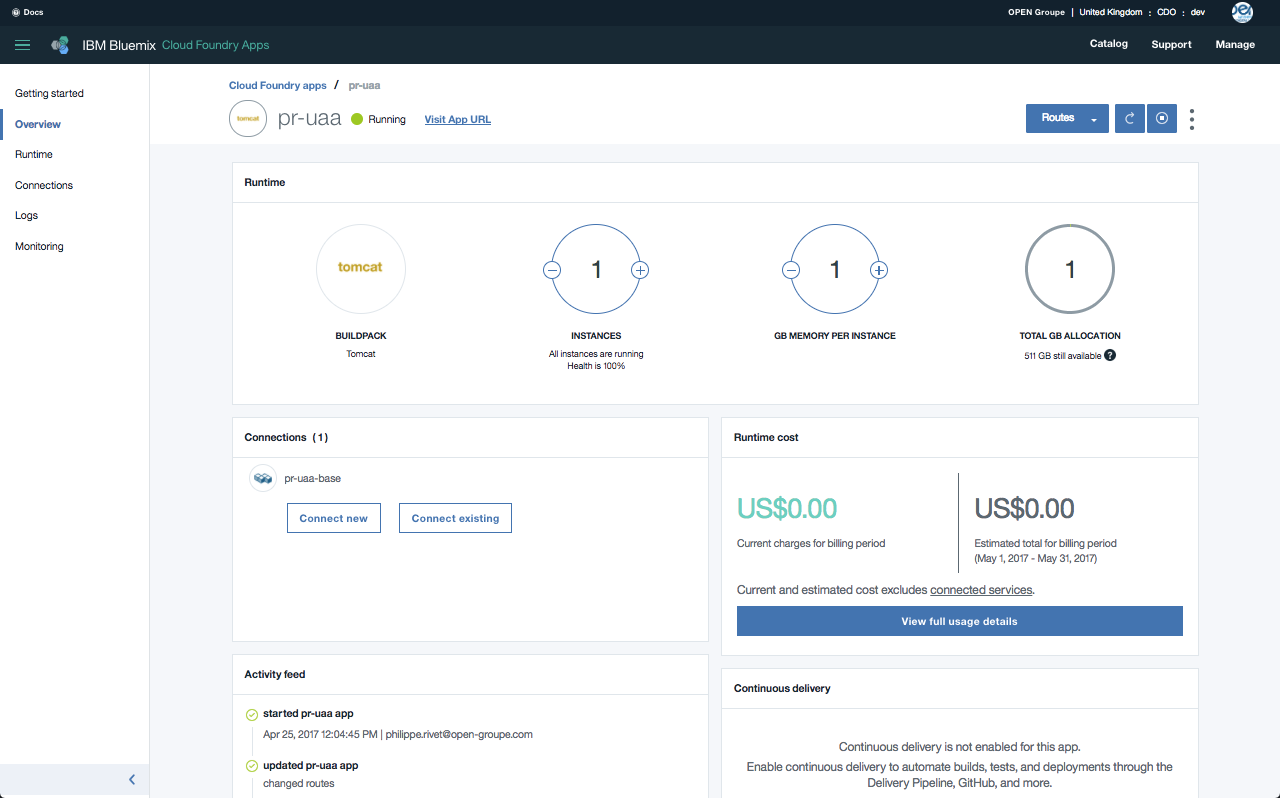 Docs
OPEN Groupe | United Kingdom : CDO : dev
IBM Bluemix Cloud Foundry Apps
Catalog Support Manage
Getting started
Overview
Runtime
Connections
Logs
Monitoring
Cloud Foundry apps / pr-uaa
tomcat
pr-uaa Running Visit App URL
Routes
Runtime
tomcat
BUILDPACK
Tomcat
1
INSTANCES
All instances are running
Health is 100%
1
GB MEMORY PER INSTANCE
1
TOTAL GB ALLOCATION
511 GB still available ?
Connections (1)
pr-uaa-base
Connect new Connect existing
Runtime cost
US$0.00
Current charges for billing period
US$0.00
Estimated total for billing period
(May 1, 2017 - May 31, 2017)
Current and estimated cost excludes connected services.
View full usage details
Activity feed
started pr-uaa app
Apr 25, 2017 12:04:45 PM | philippe.rivet@open-groupe.com
updated pr-uaa app
changed routes
Continuous delivery
Continuous delivery is not enabled for this app.
Enable continuous delivery to automate builds, tests, and deployments through the
Delivery Pipeline, GitHub, and more.